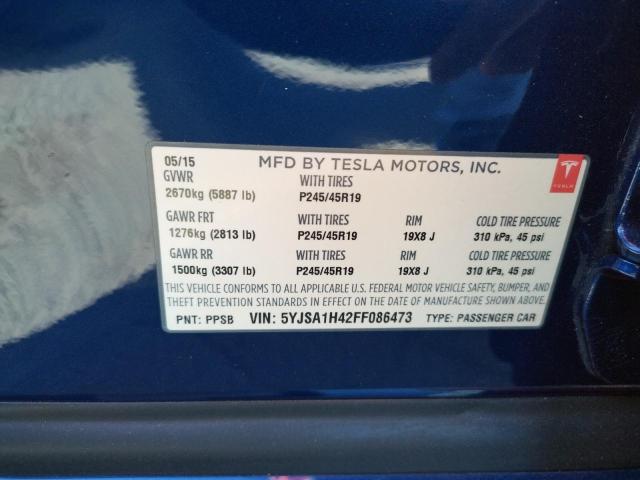 05/15 MFD BY TESLA MOTORS, INC.
GVWR WITH TIRES
2670kg (5887 lb) P245/45R19
TESLA
GAWR FRT WITH TIRES RIM COLD TIRE PRESSURE
1276kg (2813 lb) P245/45R19 19X8 J 310 kPa, 45 psi
GAWR RR WITH TIRES RIM COLD TIRE PRESSURE
1500kg (3307 lb) P245/45R19 19X8 J 310 kPa, 45 psi
THIS VEHICLE CONFORMS TO ALL APPLICABLE U.S. FEDERAL MOTOR VEHICLE SAFETY, BUMPER, AND
THEFT PREVENTION STANDARDS IN EFFECT ON THE DATE OF MANUFACTURE SHOWN ABOVE.
PNT: PPSB VIN: 5YJSA1H42FF086473 TYPE: PASSENGER CAR